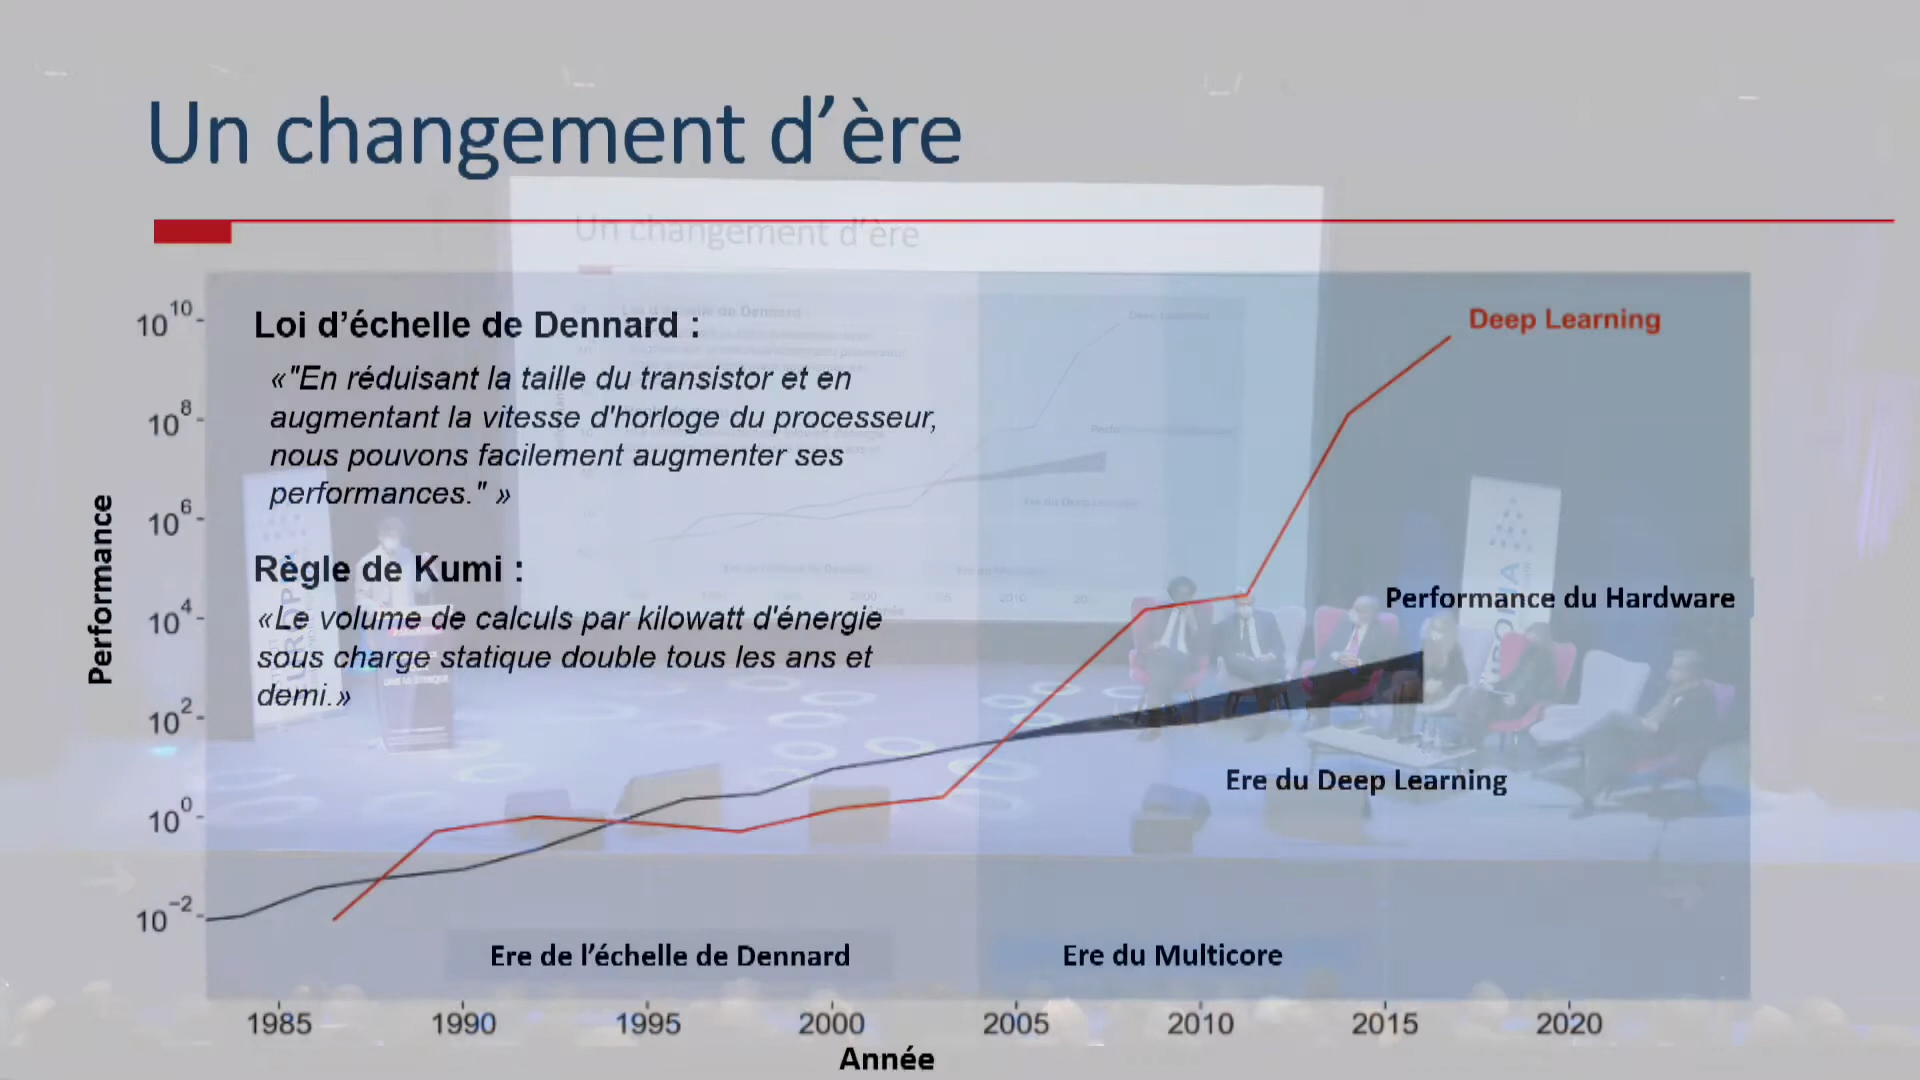 Un changement d’ère
Un changement d’ère
Loi d’échelle de Dennard :
«"En réduisant la taille du transistor et en
augmentant la vitesse d'horloge du processeur,
nous pouvons facilement augmenter ses
performances." »
Règle de Kumi :
«Le volume de calculs par kilowatt d'énergie
sous charge statique double tous les ans et
demi.»
Deep Learning
Performance du Hardware
Ere du Deep Learning
Ere de l’échelle de Dennard
Ere du Multicore
Performance
10^10
10^8
10^6
10^4
10^2
10^0
10^−2
1985 1990 1995 2000 2005 2010 2015 2020
Année